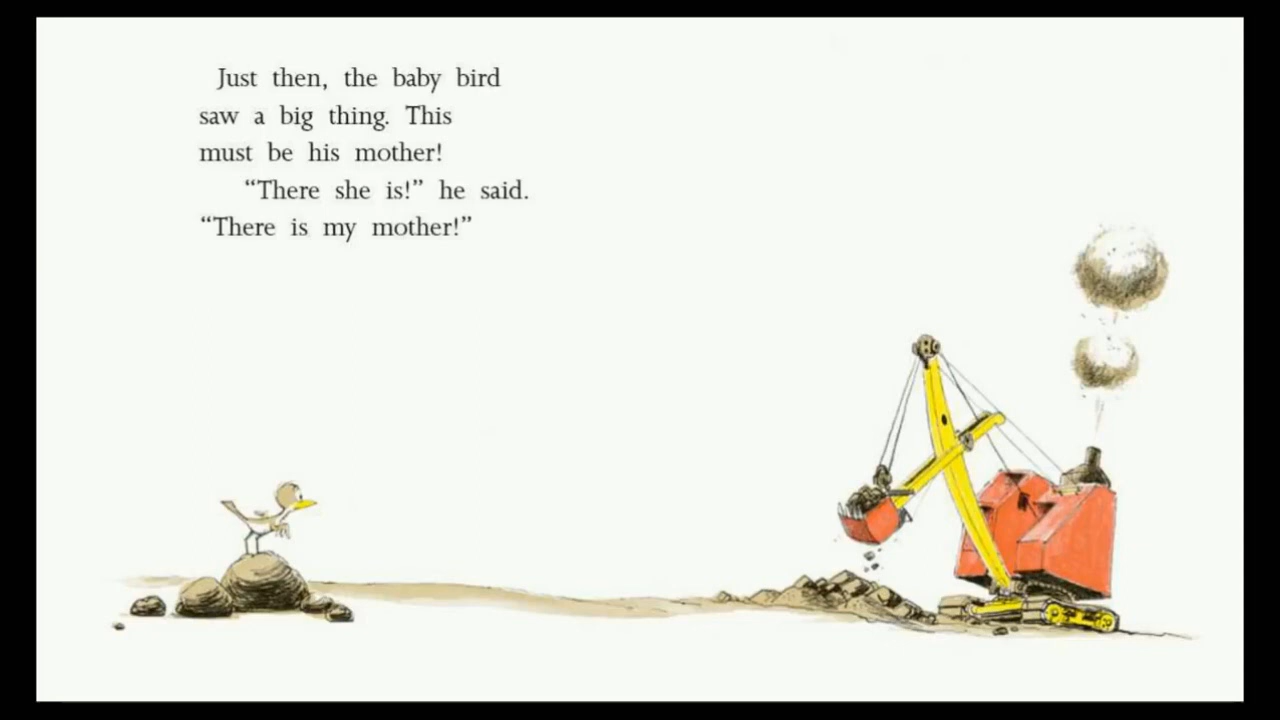 Just then, the baby bird
saw a big thing. This
must be his mother!
“There she is!” he said.
“There is my mother!”